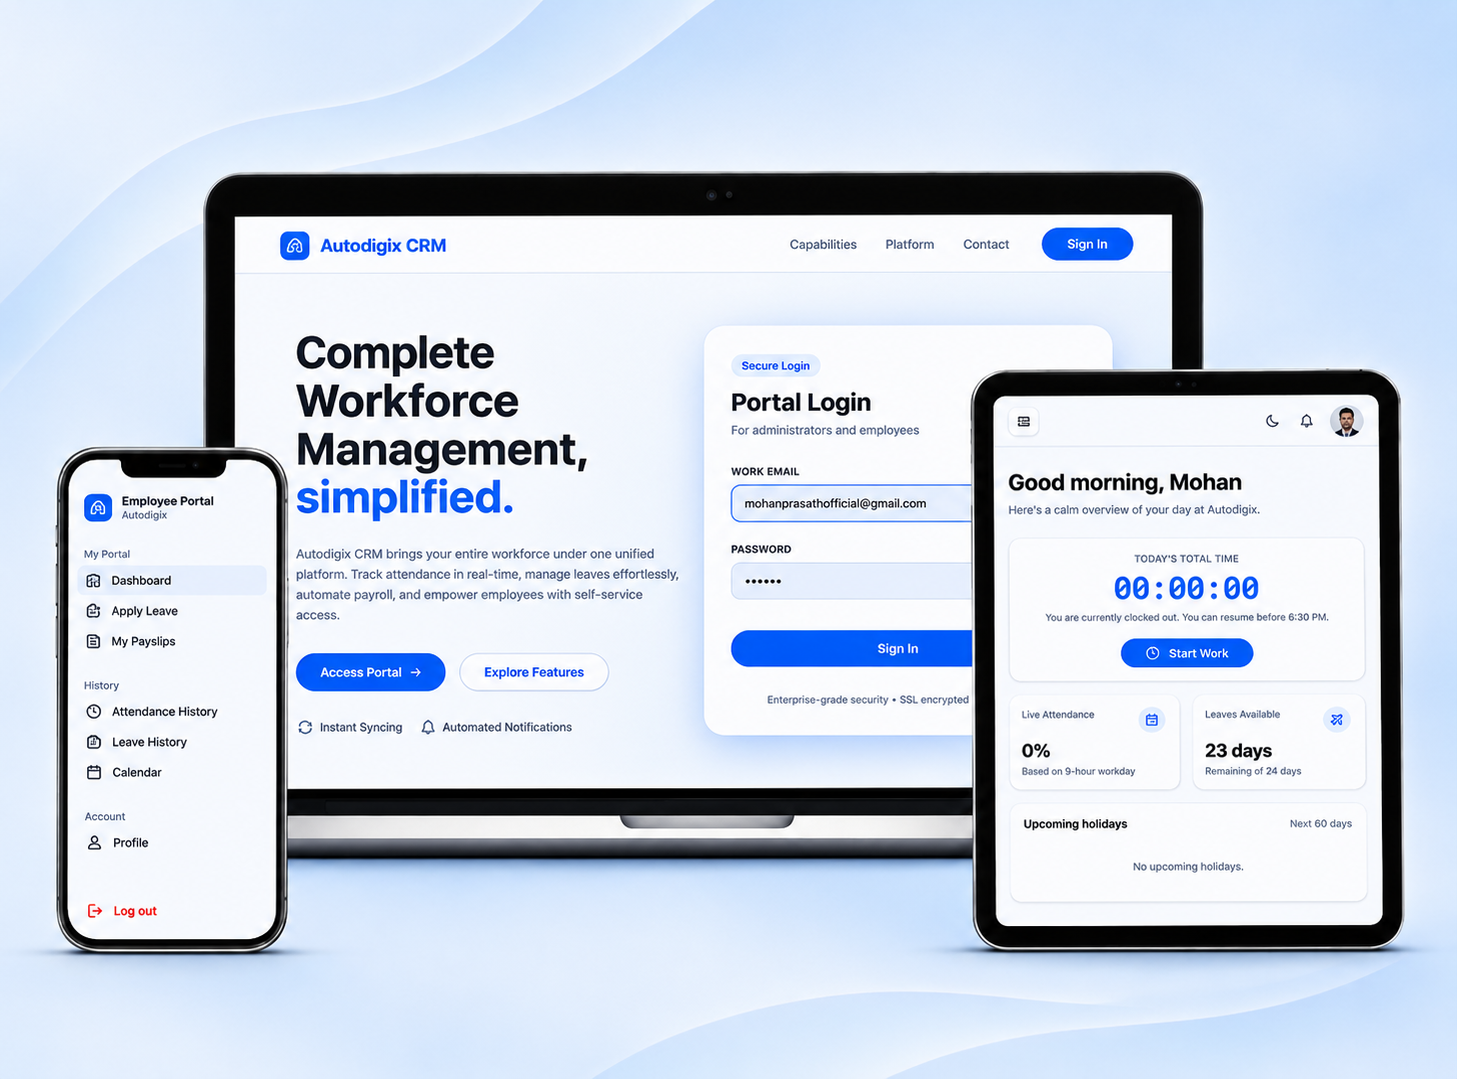 Autodigix CRM
Capabilities
Platform
Contact
Sign In
Complete
Workforce
Management,
simplified.
Autodigix CRM brings your entire workforce under one unified
platform. Track attendance in real-time, manage leaves effortlessly,
automate payroll, and empower employees with self-service
access.
Access Portal →
Explore Features
Instant Syncing
Automated Notifications
Secure Login
Portal Login
For administrators and employees
WORK EMAIL
mohanprasathofficial@gmail.com
PASSWORD
••••••
Sign In
Enterprise-grade security • SSL encrypted
Employee Portal
Autodigix
My Portal
Dashboard
Apply Leave
My Payslips
History
Attendance History
Leave History
Calendar
Account
Profile
Log out
Good morning, Mohan
Here's a calm overview of your day at Autodigix.
TODAY'S TOTAL TIME
00:00:00
You are currently clocked out. You can resume before 6:30 PM.
Start Work
Live Attendance
0%
Based on 9-hour workday
Leaves Available
23 days
Remaining of 24 days
Upcoming holidays
Next 60 days
No upcoming holidays.